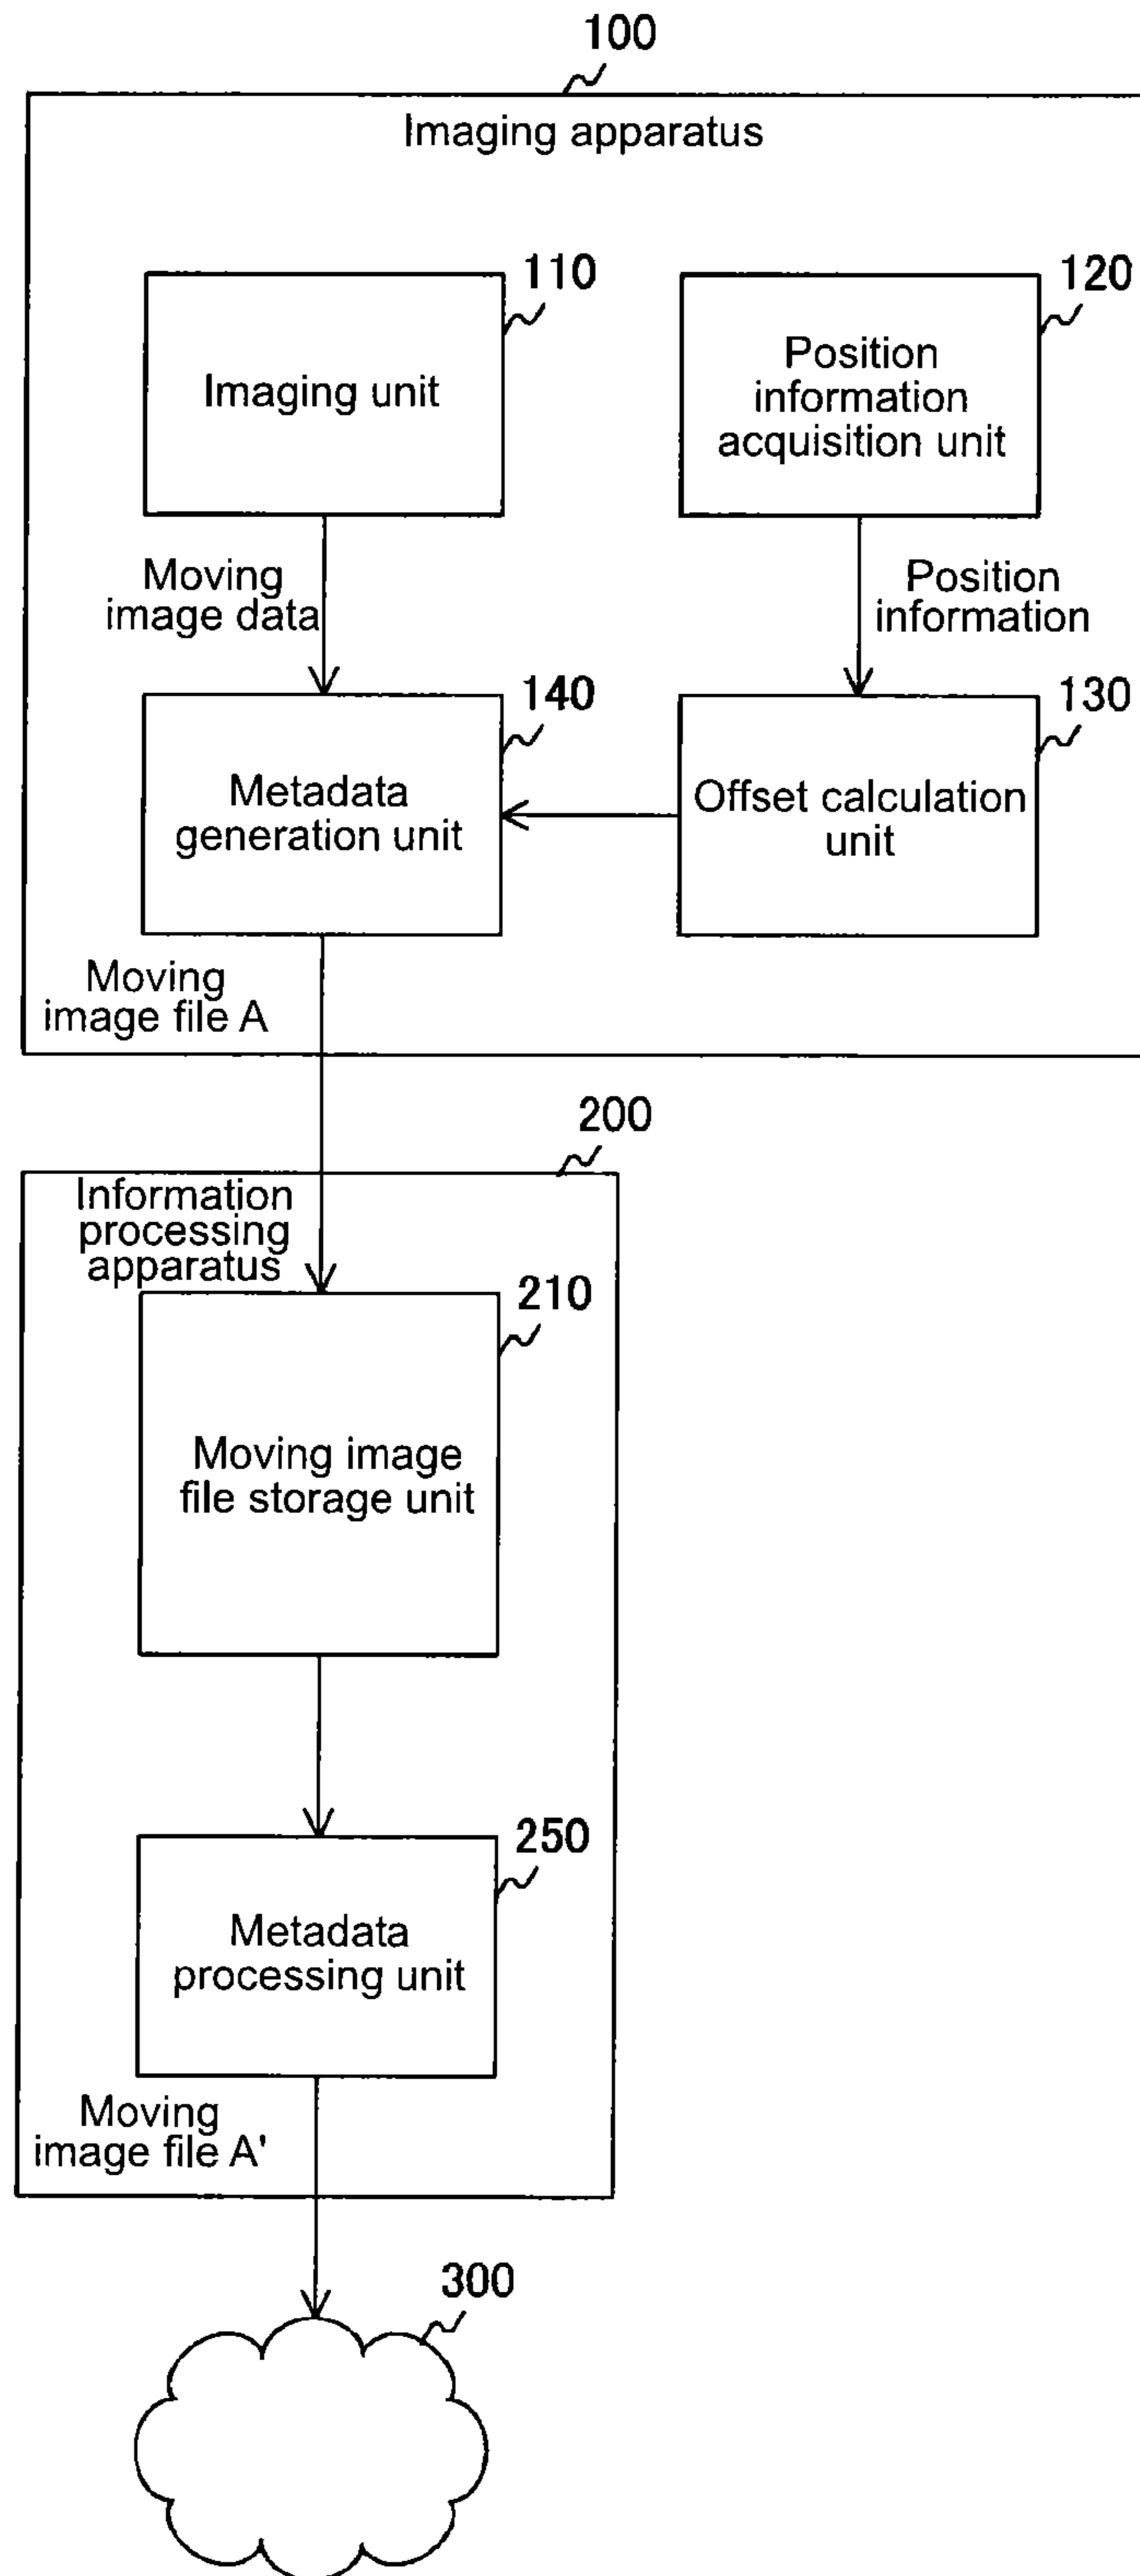 100
Imaging apparatus
110
120
Imaging unit
Position
information
acquisition unit
Moving
image data
Position
information
140
130
Metadata
generation unit
Offset calculation
unit
Moving
image file A
200
Information
processing
apparatus
210
Moving image
file storage unit
250
Metadata
processing unit
Moving
image file A'
300